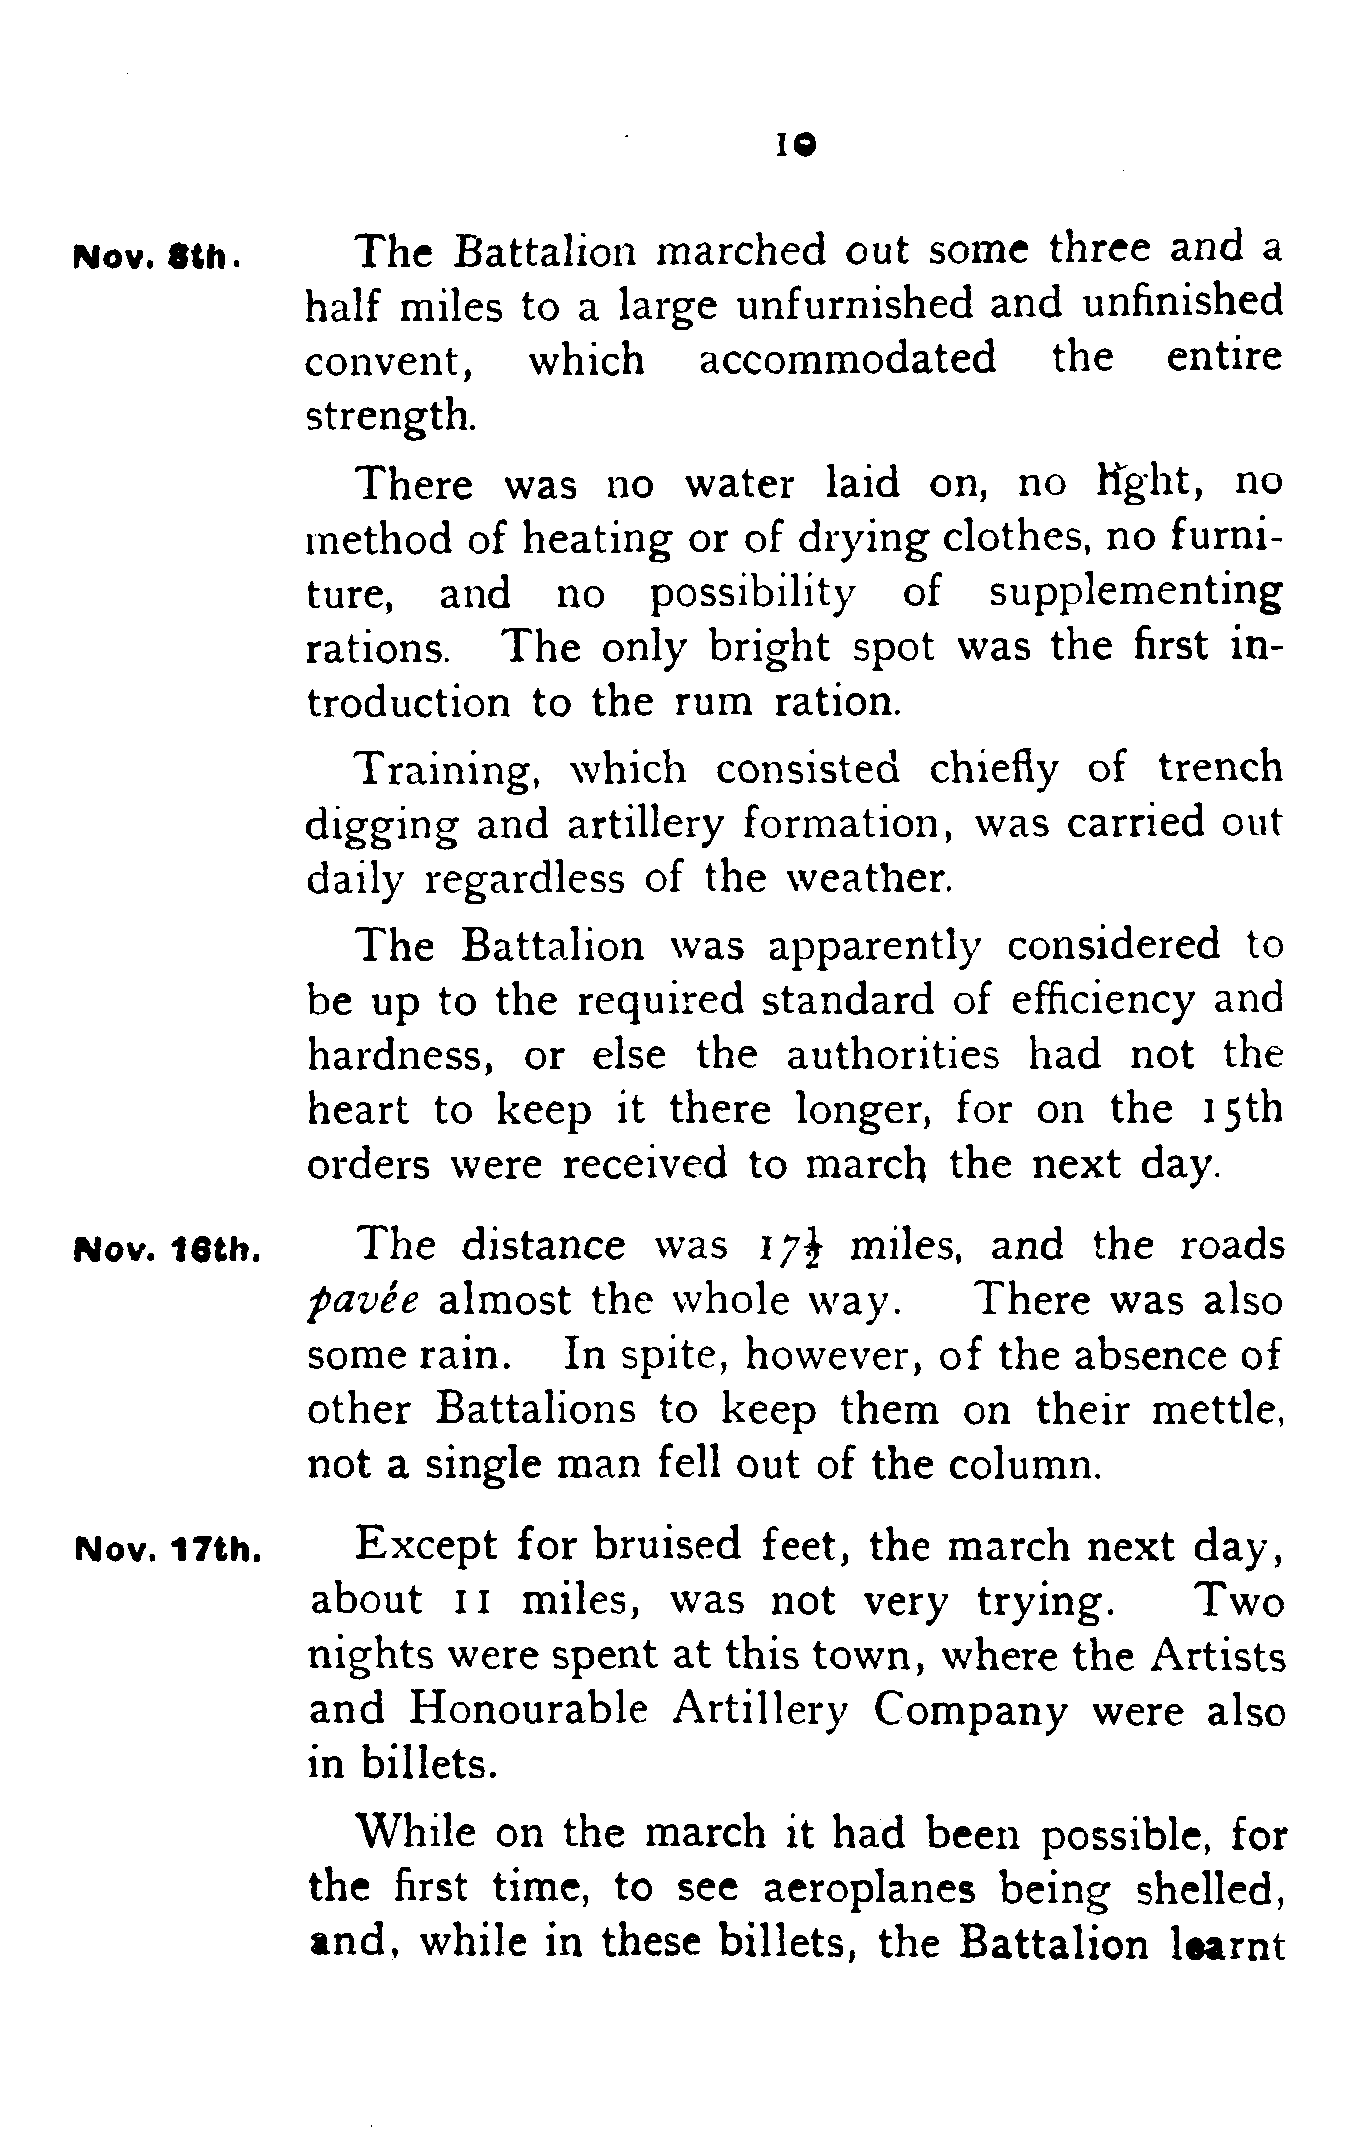 10
Nov. 8th. The Battalion marched out some three and a
half miles to a large unfurnished and unfinished
convent, which accommodated the entire
strength.
There was no water laid on, no light, no
method of heating or of drying clothes, no furni-
ture, and no possibility of supplementing
rations. The only bright spot was the first in-
troduction to the rum ration.
Training, which consisted chiefly of trench
digging and artillery formation, was carried out
daily regardless of the weather.
The Battalion was apparently considered to
be up to the required standard of efficiency and
hardness, or else the authorities had not the
heart to keep it there longer, for on the 15th
orders were received to march the next day.
Nov. 16th. The distance was 17½ miles, and the roads
pavée almost the whole way. There was also
some rain. In spite, however, of the absence of
other Battalions to keep them on their mettle,
not a single man fell out of the column.
Nov. 17th. Except for bruised feet, the march next day,
about 11 miles, was not very trying. Two
nights were spent at this town, where the Artists
and Honourable Artillery Company were also
in billets.
While on the march it had been possible, for
the first time, to see aeroplanes being shelled,
and, while in these billets, the Battalion learnt